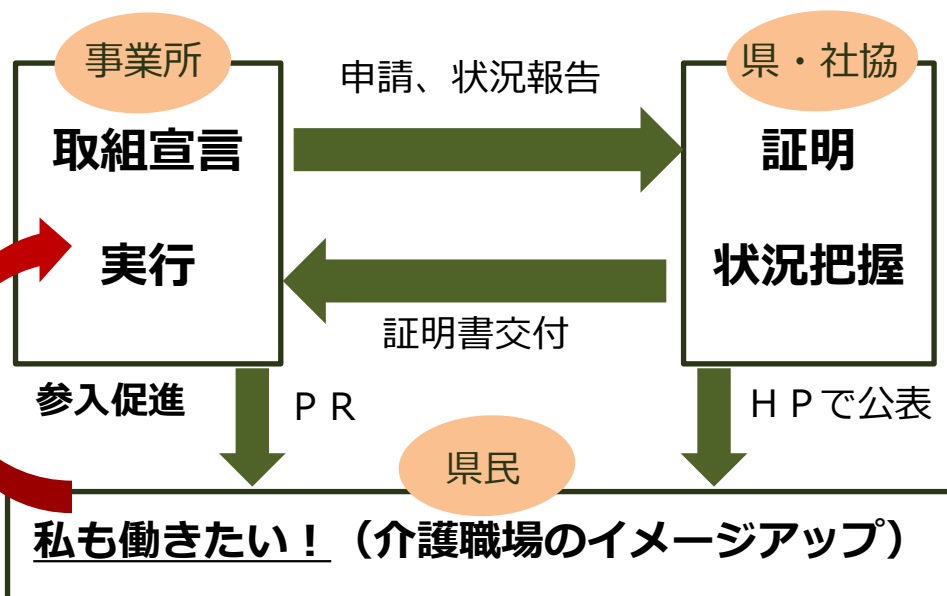 事業所
県・社協
申請、状況報告
取組宣言
証明
実行
状況把握
証明書交付
参入促進
ＰＲ
ＨＰで公表
県民
私も働きたい！（介護職場のイメージアップ）